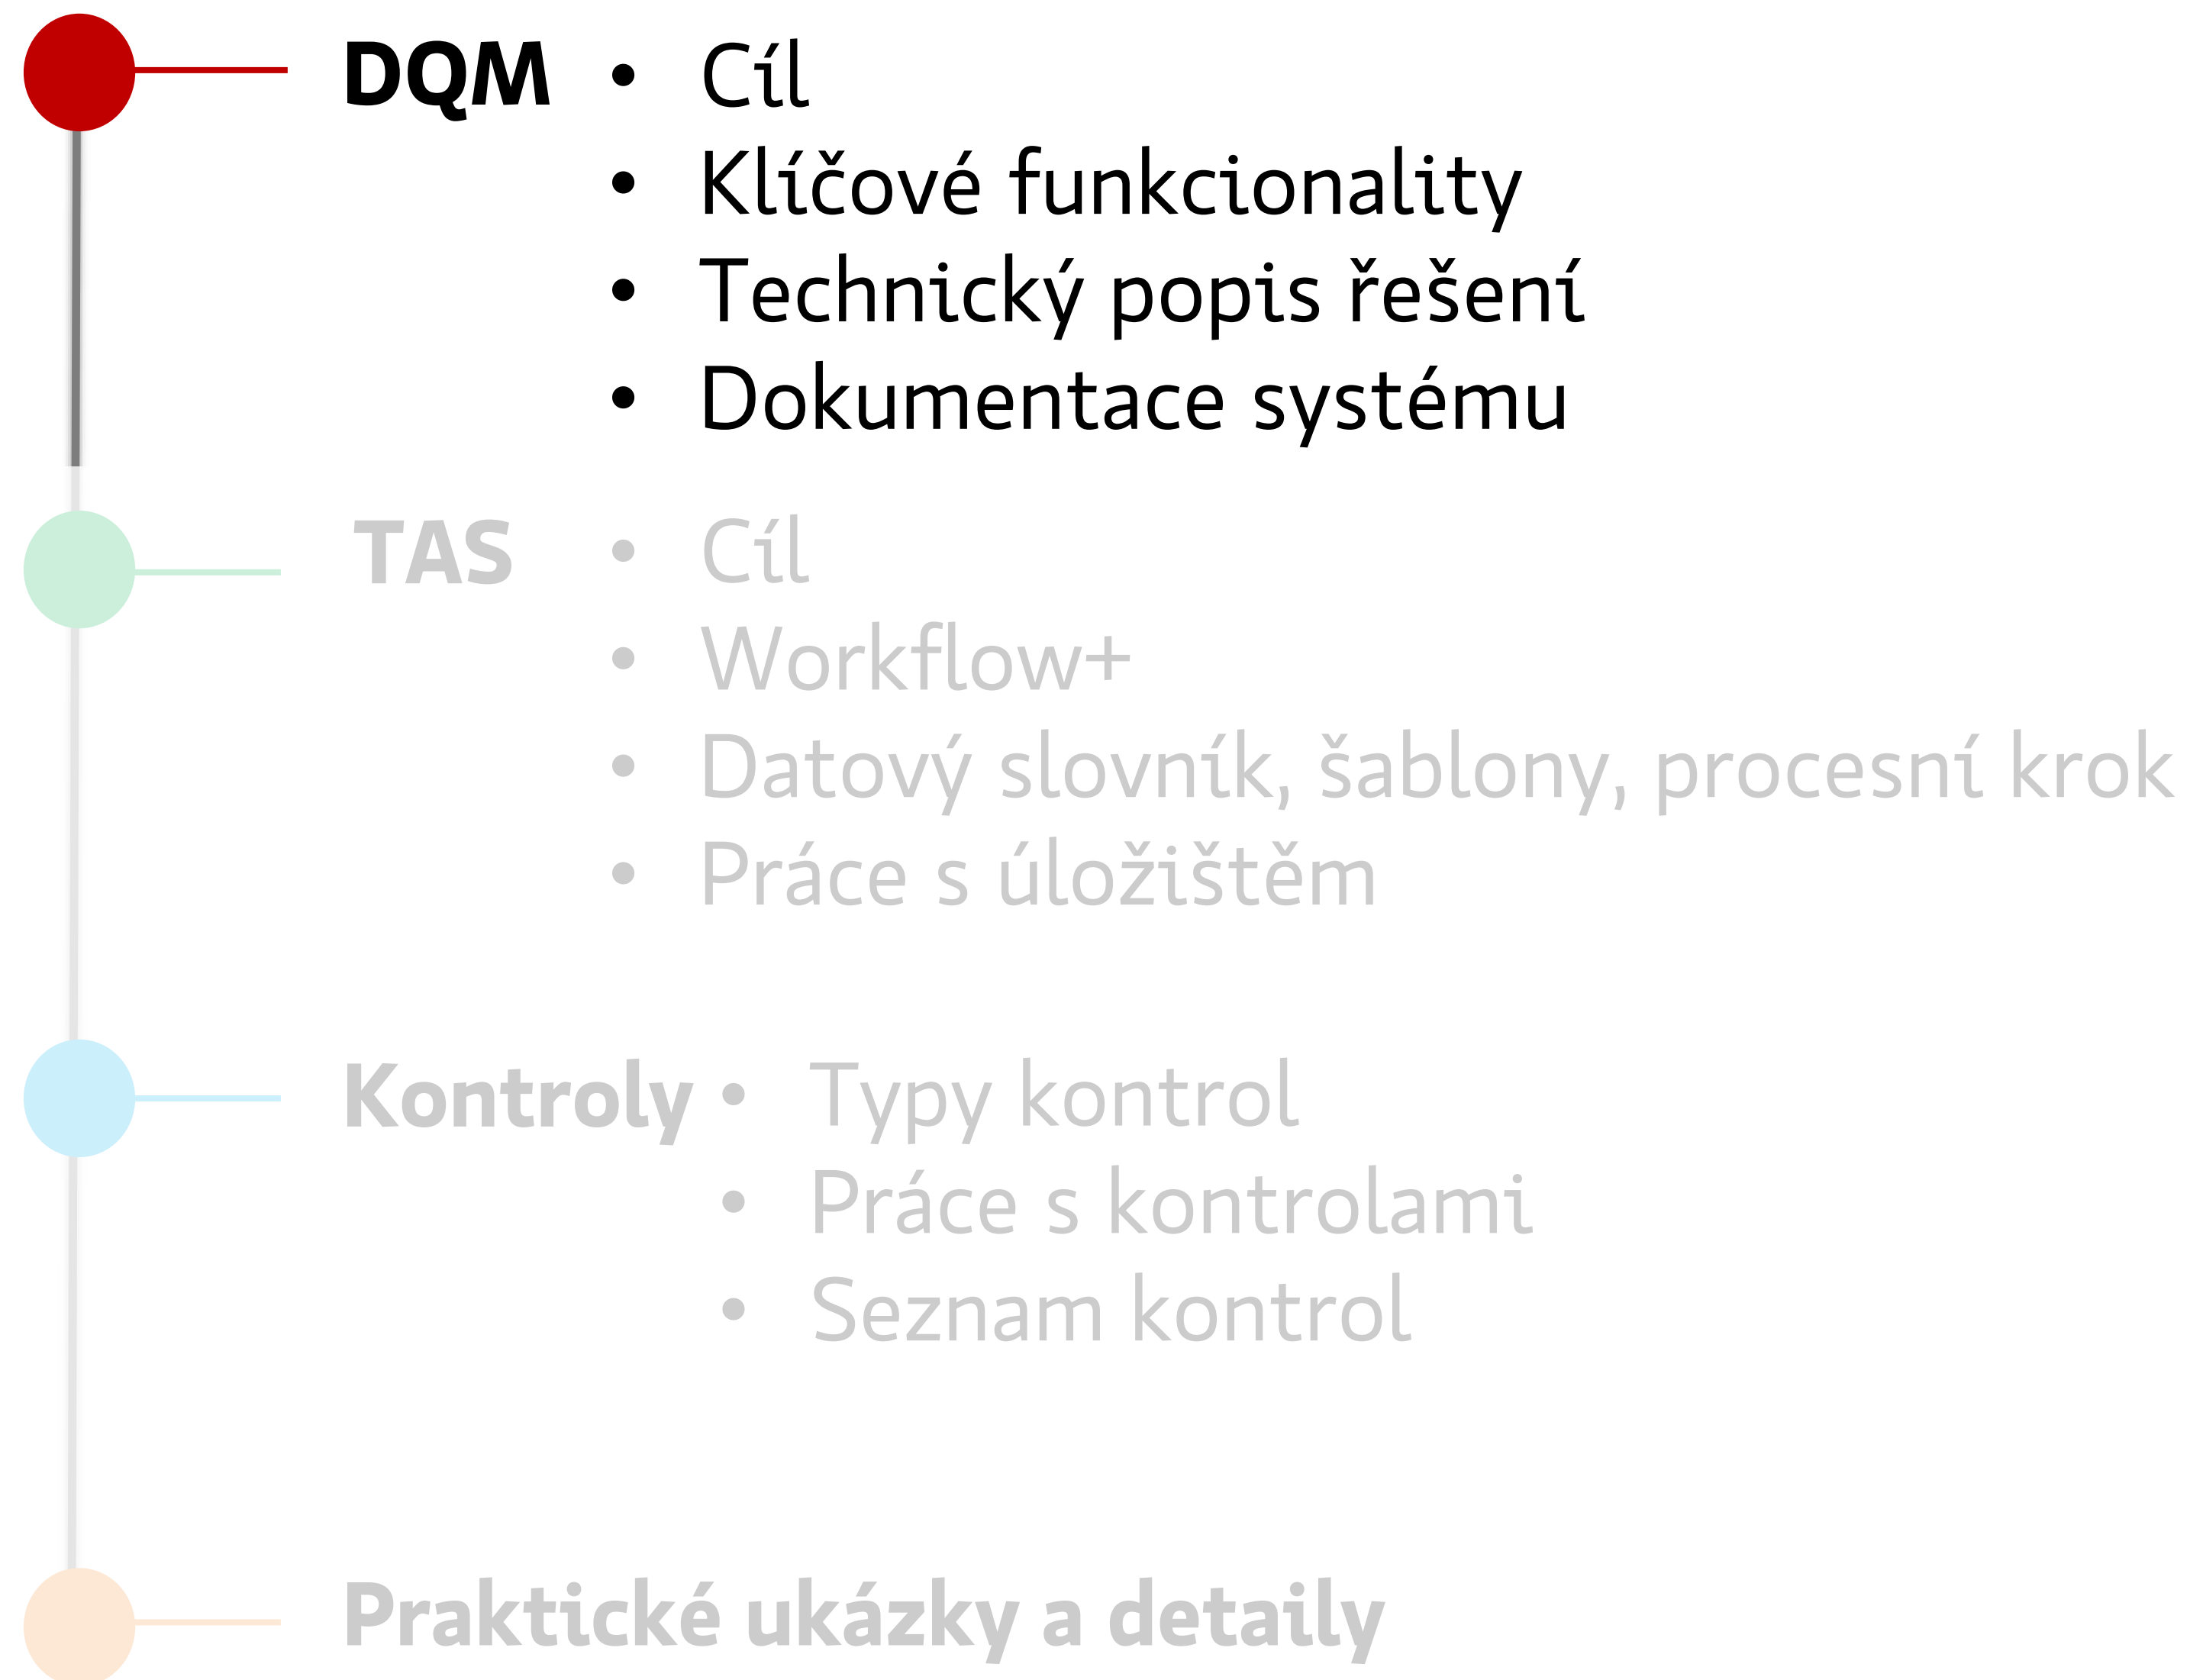 DQM • Cíl
• Klíčové funkcionality
• Technický popis řešení
• Dokumentace systému
TAS • Cíl
• Workflow+
• Datový slovník, šablony, procesní krok
• Práce s úložištěm
Kontroly • Typy kontrol
• Práce s kontrolami
• Seznam kontrol
Praktické ukázky a detaily